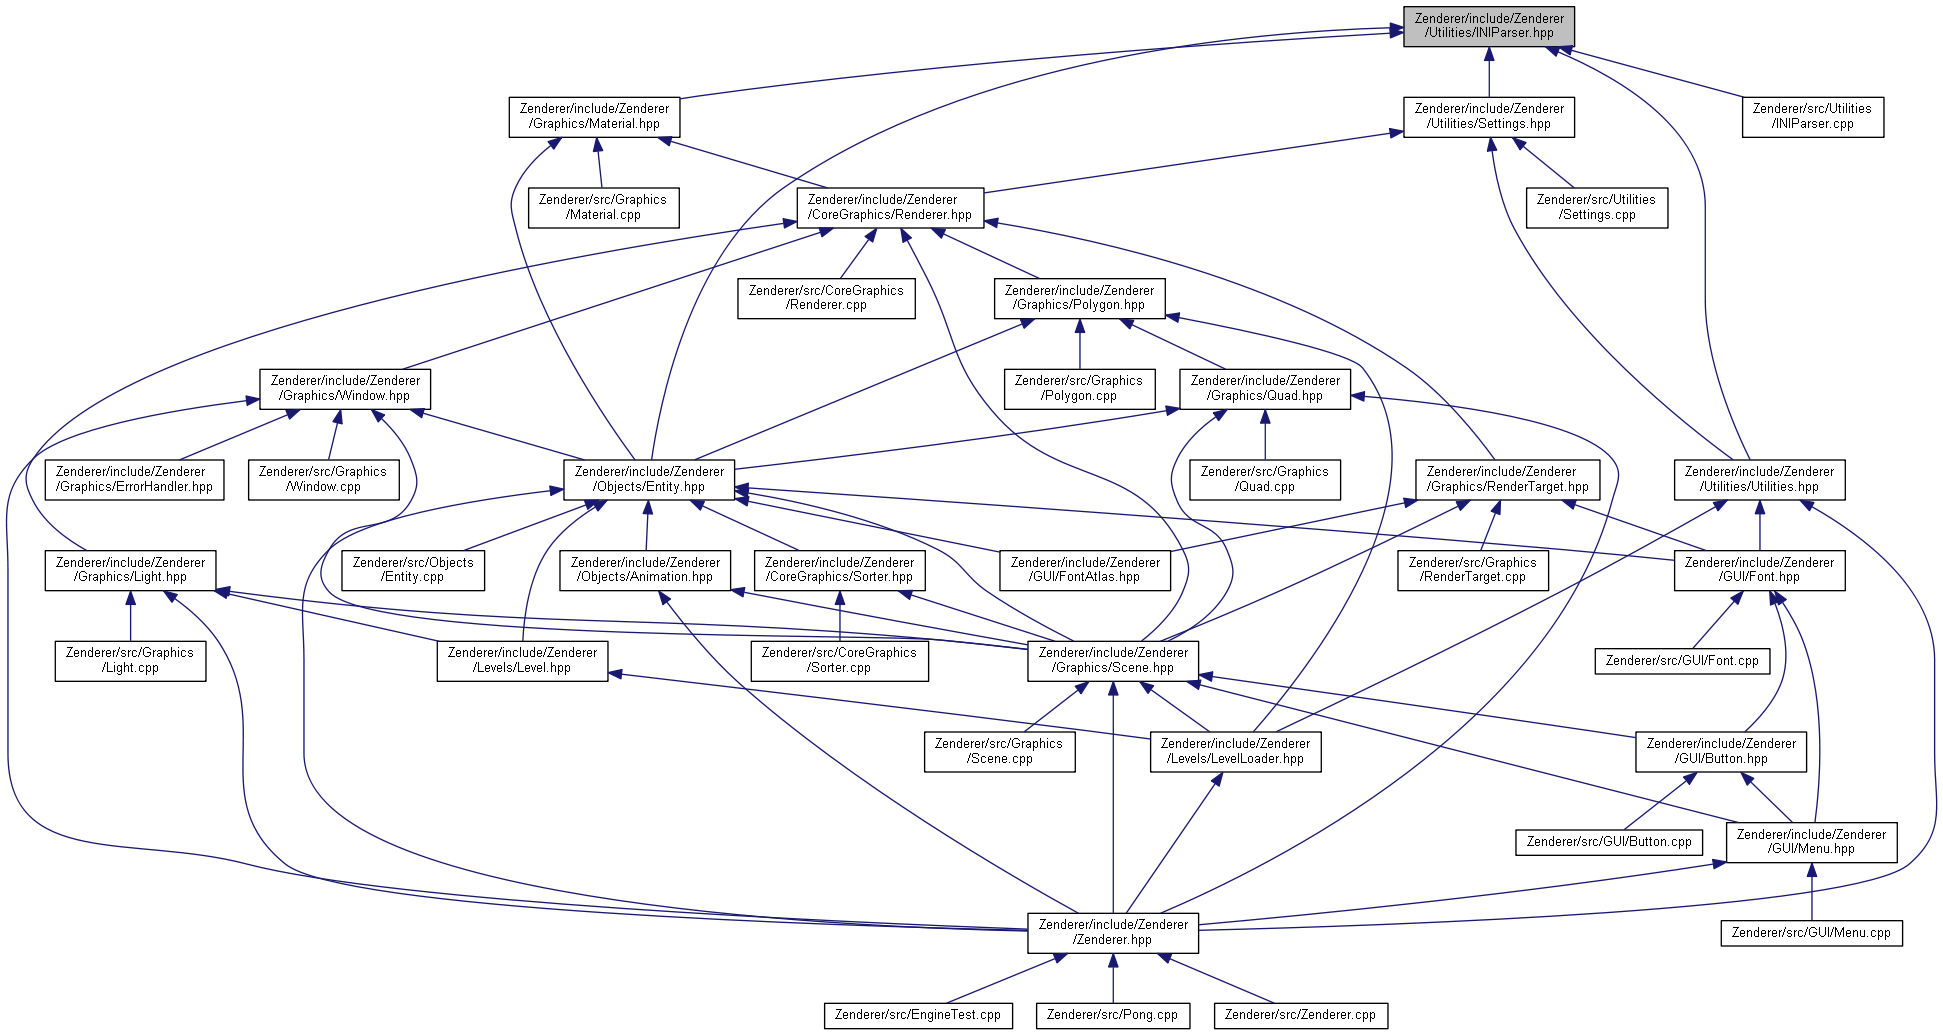 Zenderer/include/Zenderer
/Utilities/INIParser.hpp
Zenderer/include/Zenderer
/Graphics/Material.hpp
Zenderer/include/Zenderer
/Utilities/Settings.hpp
Zenderer/src/Utilities
/INIParser.cpp
Zenderer/src/Graphics
/Material.cpp
Zenderer/include/Zenderer
/CoreGraphics/Renderer.hpp
Zenderer/src/Utilities
/Settings.cpp
Zenderer/src/CoreGraphics
/Renderer.cpp
Zenderer/include/Zenderer
/Graphics/Polygon.hpp
Zenderer/include/Zenderer
/Graphics/Window.hpp
Zenderer/src/Graphics
/Polygon.cpp
Zenderer/include/Zenderer
/Graphics/Quad.hpp
Zenderer/include/Zenderer
/Graphics/ErrorHandler.hpp
Zenderer/src/Graphics
/Window.cpp
Zenderer/include/Zenderer
/Objects/Entity.hpp
Zenderer/src/Graphics
/Quad.cpp
Zenderer/include/Zenderer
/Graphics/RenderTarget.hpp
Zenderer/include/Zenderer
/Utilities/Utilities.hpp
Zenderer/include/Zenderer
/Graphics/Light.hpp
Zenderer/src/Objects
/Entity.cpp
Zenderer/include/Zenderer
/Objects/Animation.hpp
Zenderer/include/Zenderer
/CoreGraphics/Sorter.hpp
Zenderer/include/Zenderer
/GUI/FontAtlas.hpp
Zenderer/src/Graphics
/RenderTarget.cpp
Zenderer/include/Zenderer
/GUI/Font.hpp
Zenderer/src/Graphics
/Light.cpp
Zenderer/include/Zenderer
/Levels/Level.hpp
Zenderer/src/CoreGraphics
/Sorter.cpp
Zenderer/include/Zenderer
/Graphics/Scene.hpp
Zenderer/src/GUI/Font.cpp
Zenderer/src/Graphics
/Scene.cpp
Zenderer/include/Zenderer
/Levels/LevelLoader.hpp
Zenderer/include/Zenderer
/GUI/Button.hpp
Zenderer/src/GUI/Button.cpp
Zenderer/include/Zenderer
/GUI/Menu.hpp
Zenderer/include/Zenderer
/Zenderer.hpp
Zenderer/src/GUI/Menu.cpp
Zenderer/src/EngineTest.cpp
Zenderer/src/Pong.cpp
Zenderer/src/Zenderer.cpp